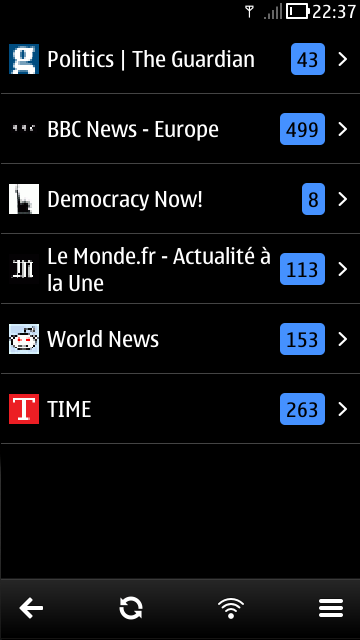 22:37
Politics | The Guardian 43
BBC News - Europe 499
Democracy Now! 8
Le Monde.fr - Actualité à
la Une 113
World News 153
TIME 263